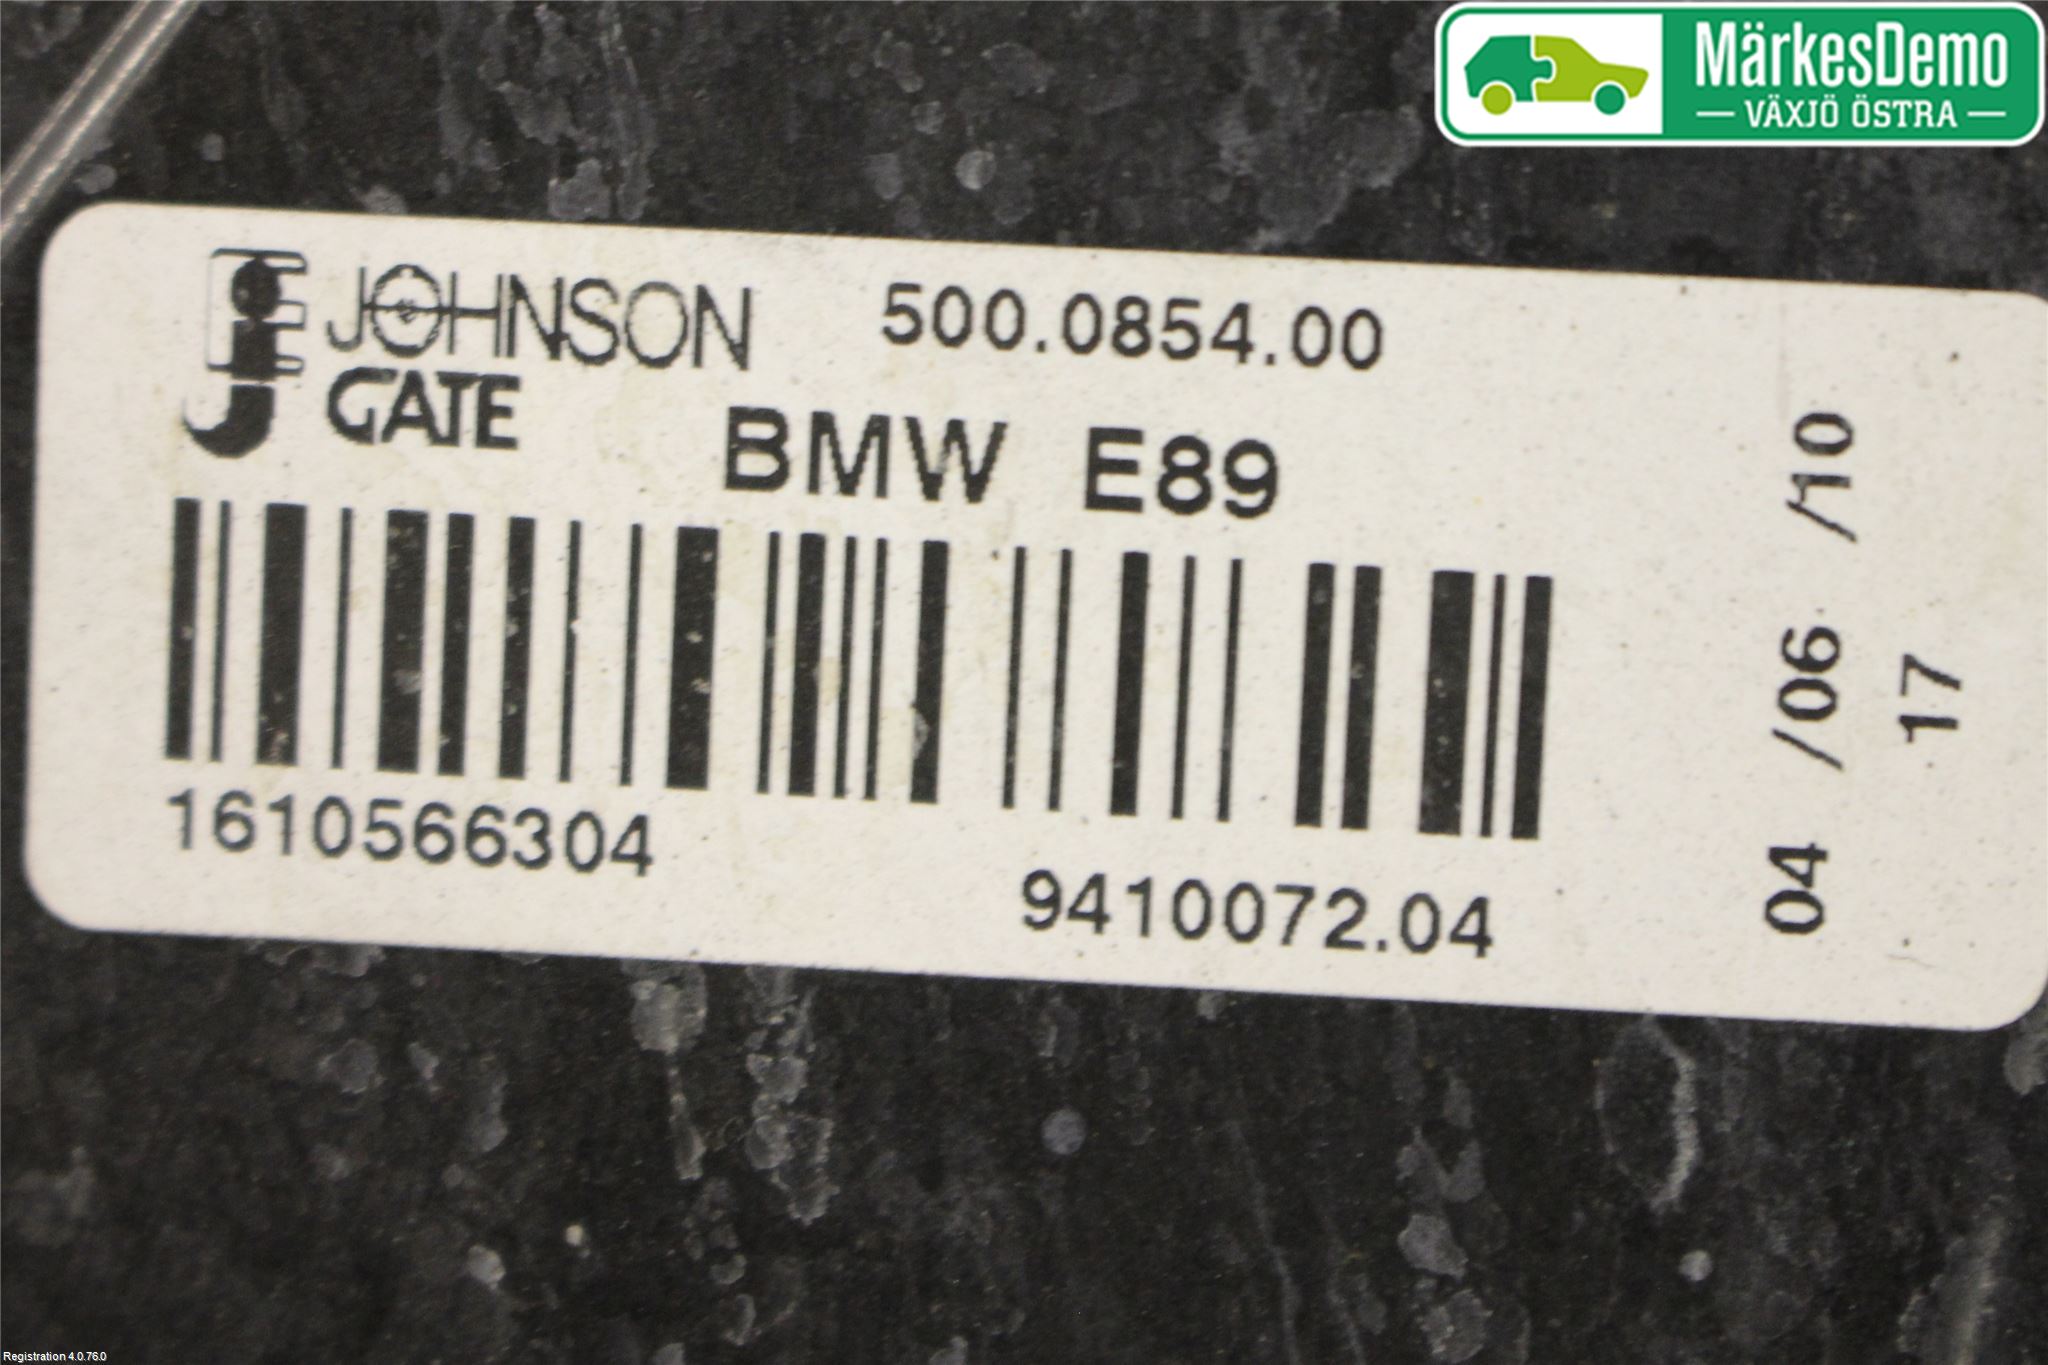 MärkesDemo
VÄXJÖ ÖSTRA
JOHNSON
GATE
500.0854.00
BMW E89
1610566304
9410072.04
04 /06 /10
17
Registration 4.0.76.0